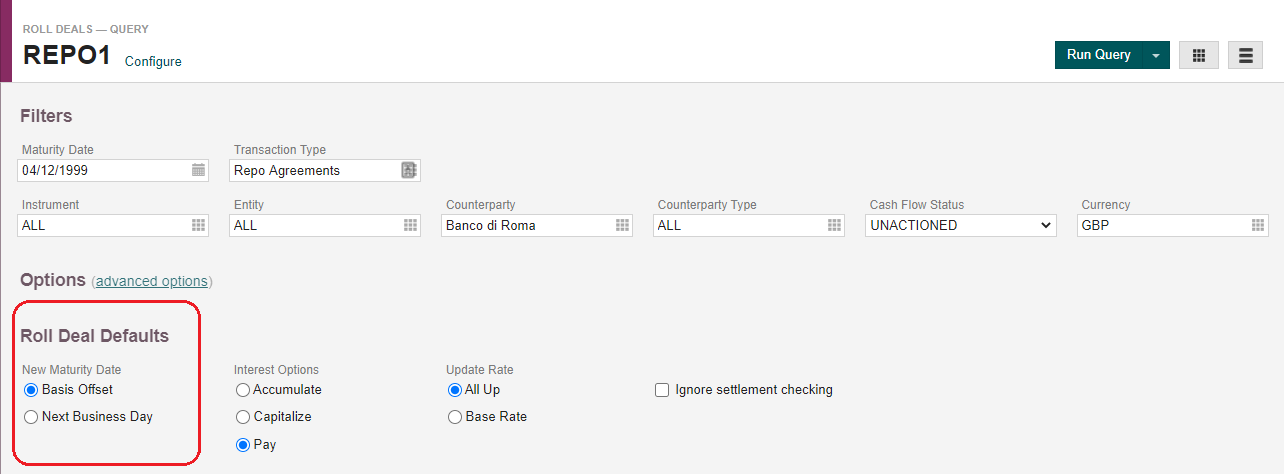 ROLL DEALS — QUERY
REPO1 Configure
Run Query
Filters
Maturity Date Transaction Type
04/12/1999 Repo Agreements
Instrument Entity Counterparty Counterparty Type Cash Flow Status Currency
ALL ALL Banco di Roma ALL UNACTIONED GBP
Options (advanced options)
Roll Deal Defaults
New Maturity Date Interest Options Update Rate
Basis Offset Accumulate All Up Ignore settlement checking
Next Business Day Capitalize Base Rate
Pay